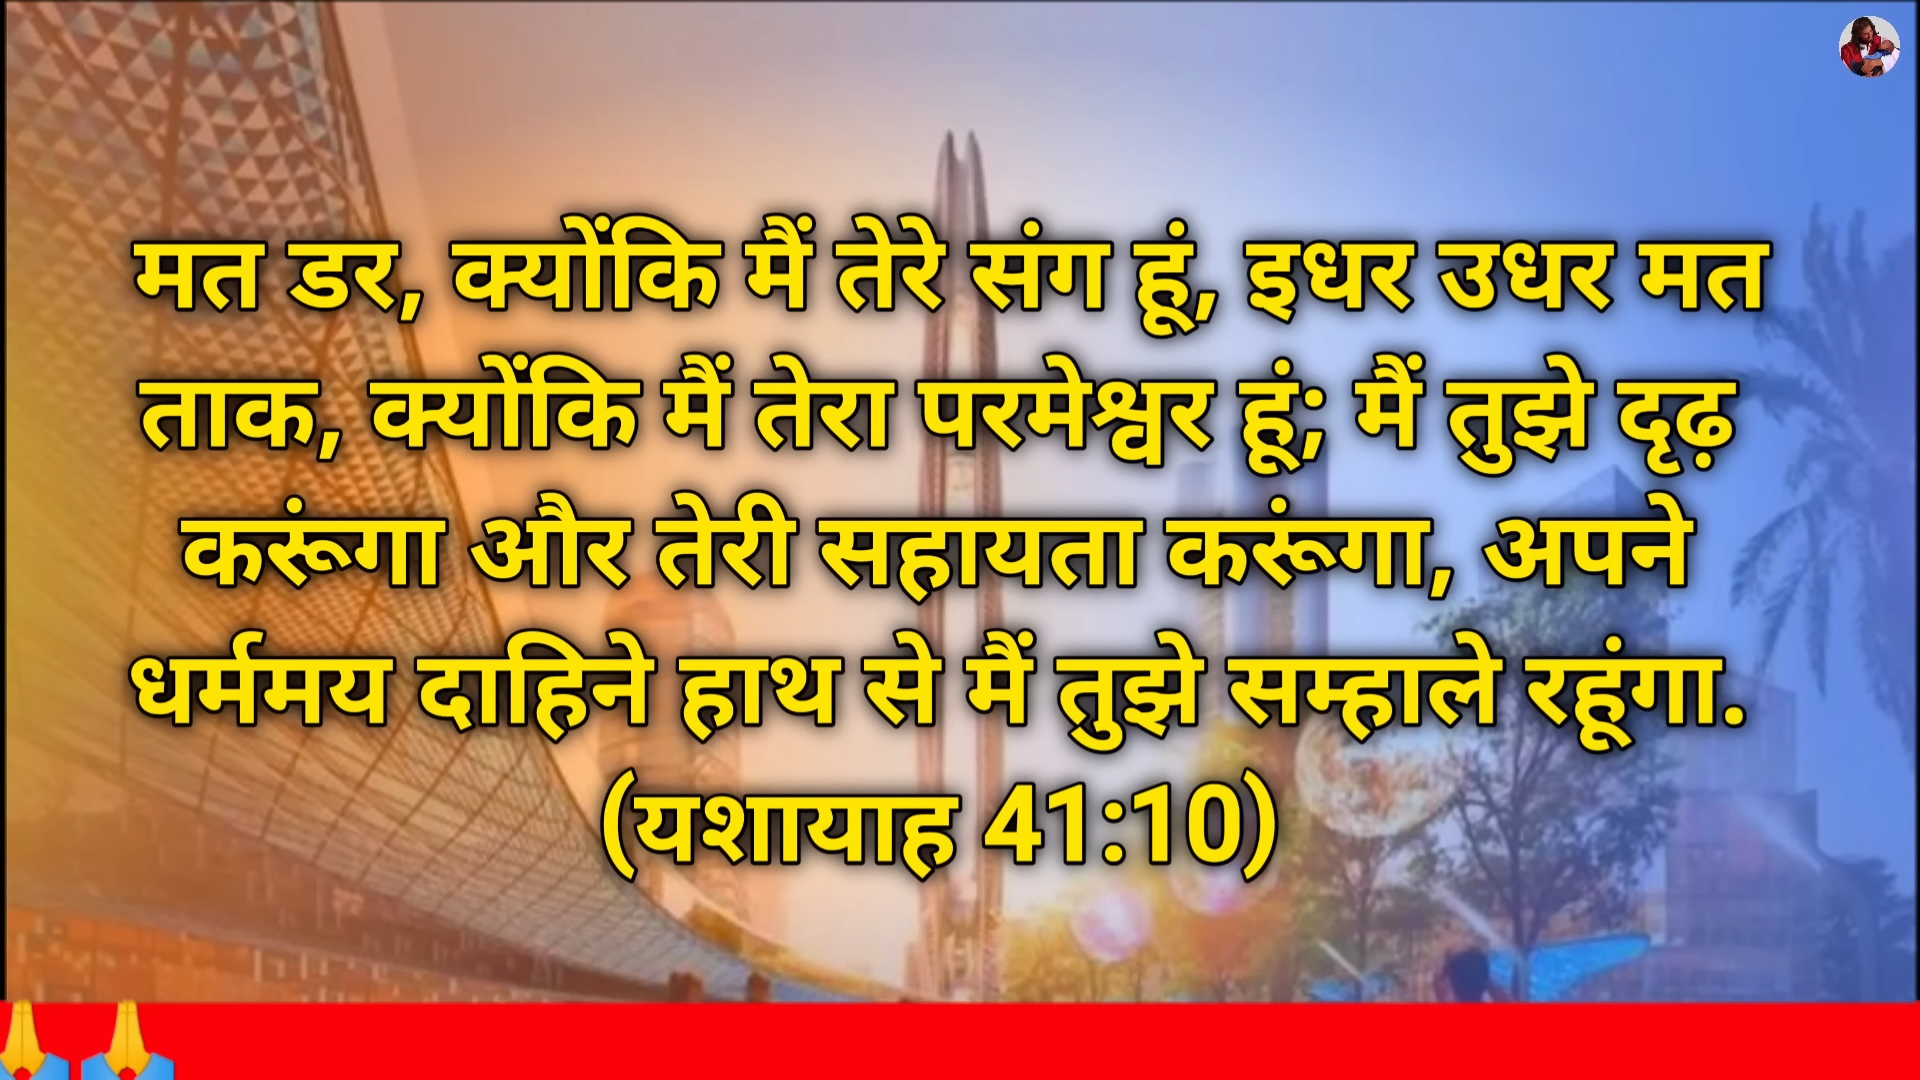 मत डर, क्योंकि मैं तेरे संग हूं, इधर उधर मत
ताक, क्योंकि मैं तेरा परमेश्वर हूं; मैं तुझे दृढ़
करूंगा और तेरी सहायता करूंगा, अपने
धर्ममय दाहिने हाथ से मैं तुझे सम्हाले रहूंगा.
(यशायाह 41:10)